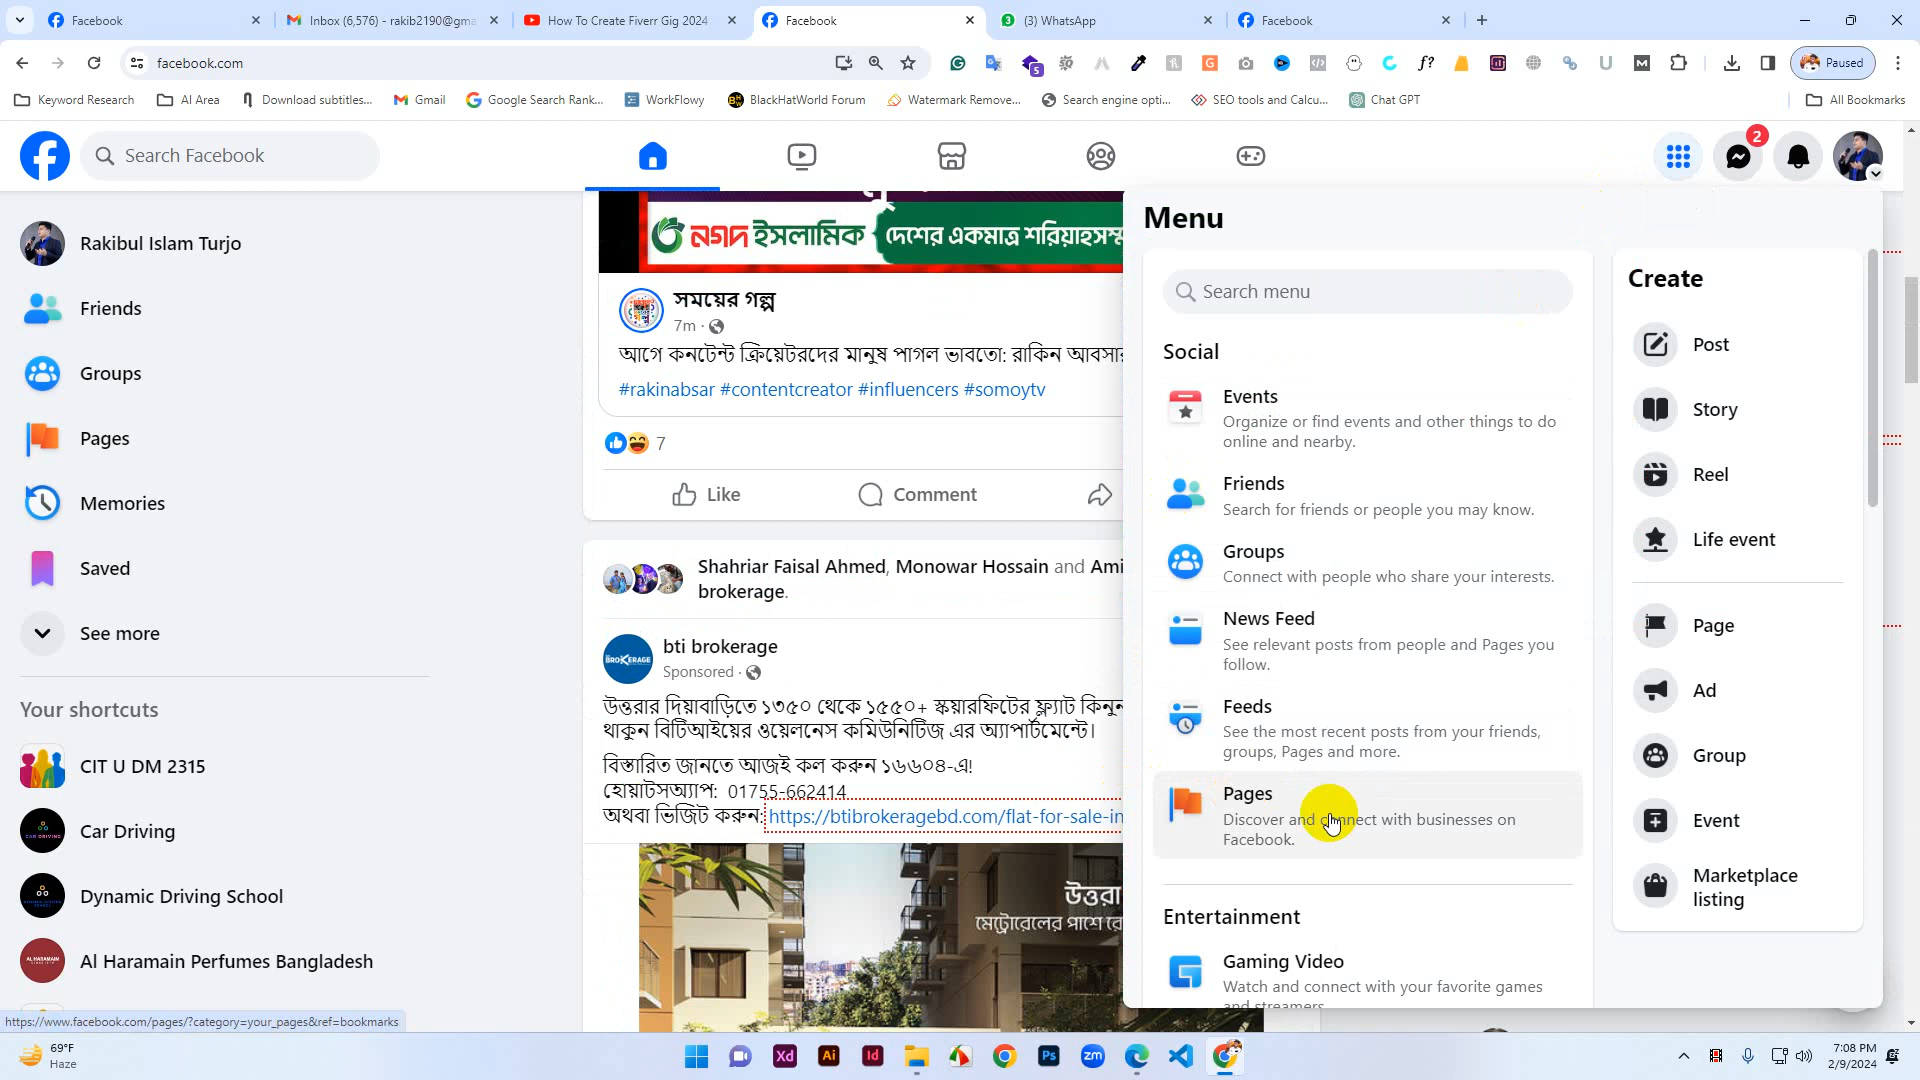 Facebook
Inbox (6,576) - rakib2190@gma
How To Create Fiverr Gig 2024
Facebook
(3) WhatsApp
Facebook
facebook.com
Paused
Keyword Research
AI Area
Download subtitles...
Gmail
Google Search Rank...
WorkFlowy
BlackHatWorld Forum
Watermark Remove...
Search engine opti...
SEO tools and Calcu...
Chat GPT
All Bookmarks
Search Facebook
2
Rakibul Islam Turjo
Friends
Groups
Pages
Memories
Saved
See more
Your shortcuts
CIT U DM 2315
Car Driving
Dynamic Driving School
Al Haramain Perfumes Bangladesh
নগদ ইসলামিক
দেশের একমাত্র শরিয়াহসম্ম
সময়ের গল্প
7m ·
আগে কনটেন্ট ক্রিয়েটরদের মানুষ পাগল ভাবতো: রাকিন আবসার
#rakinabsar #contentcreator #influencers #somoytv
7
Like
Comment
Shahriar Faisal Ahmed, Monowar Hossain and Ami
brokerage.
BROKERAGE
bti brokerage
Sponsored ·
উত্তরার দিয়াবাড়িতে ১৩৫০ থেকে ১৫৫০+ স্কয়ারফিটের ফ্ল্যাট কিনুন
থাকুন বিটিআইয়ের ওয়েলনেস কমিউনিটিজ এর অ্যাপার্টমেন্টে।
বিস্তারিত জানতে আজই কল করুন ১৬৬০৪-এ!
হোয়াটসঅ্যাপ: 01755-662414
অথবা ভিজিট করুন: https://btibrokeragebd.com/flat-for-sale-in
উত্তরা
মেট্রোরেলের পাশে রে
Menu
Search menu
Social
Events
Organize or find events and other things to do
online and nearby.
Friends
Search for friends or people you may know.
Groups
Connect with people who share your interests.
News Feed
See relevant posts from people and Pages you
follow.
Feeds
See the most recent posts from your friends,
groups, Pages and more.
Pages
Discover and connect with businesses on
Facebook.
Entertainment
Gaming Video
Watch and connect with your favorite games
and streamers.
Create
Post
Story
Reel
Life event
Page
Ad
Group
Event
Marketplace
listing
https://www.facebook.com/pages/?category=your_pages&ref=bookmarks
69°F
Haze
7:08 PM
2/9/2024